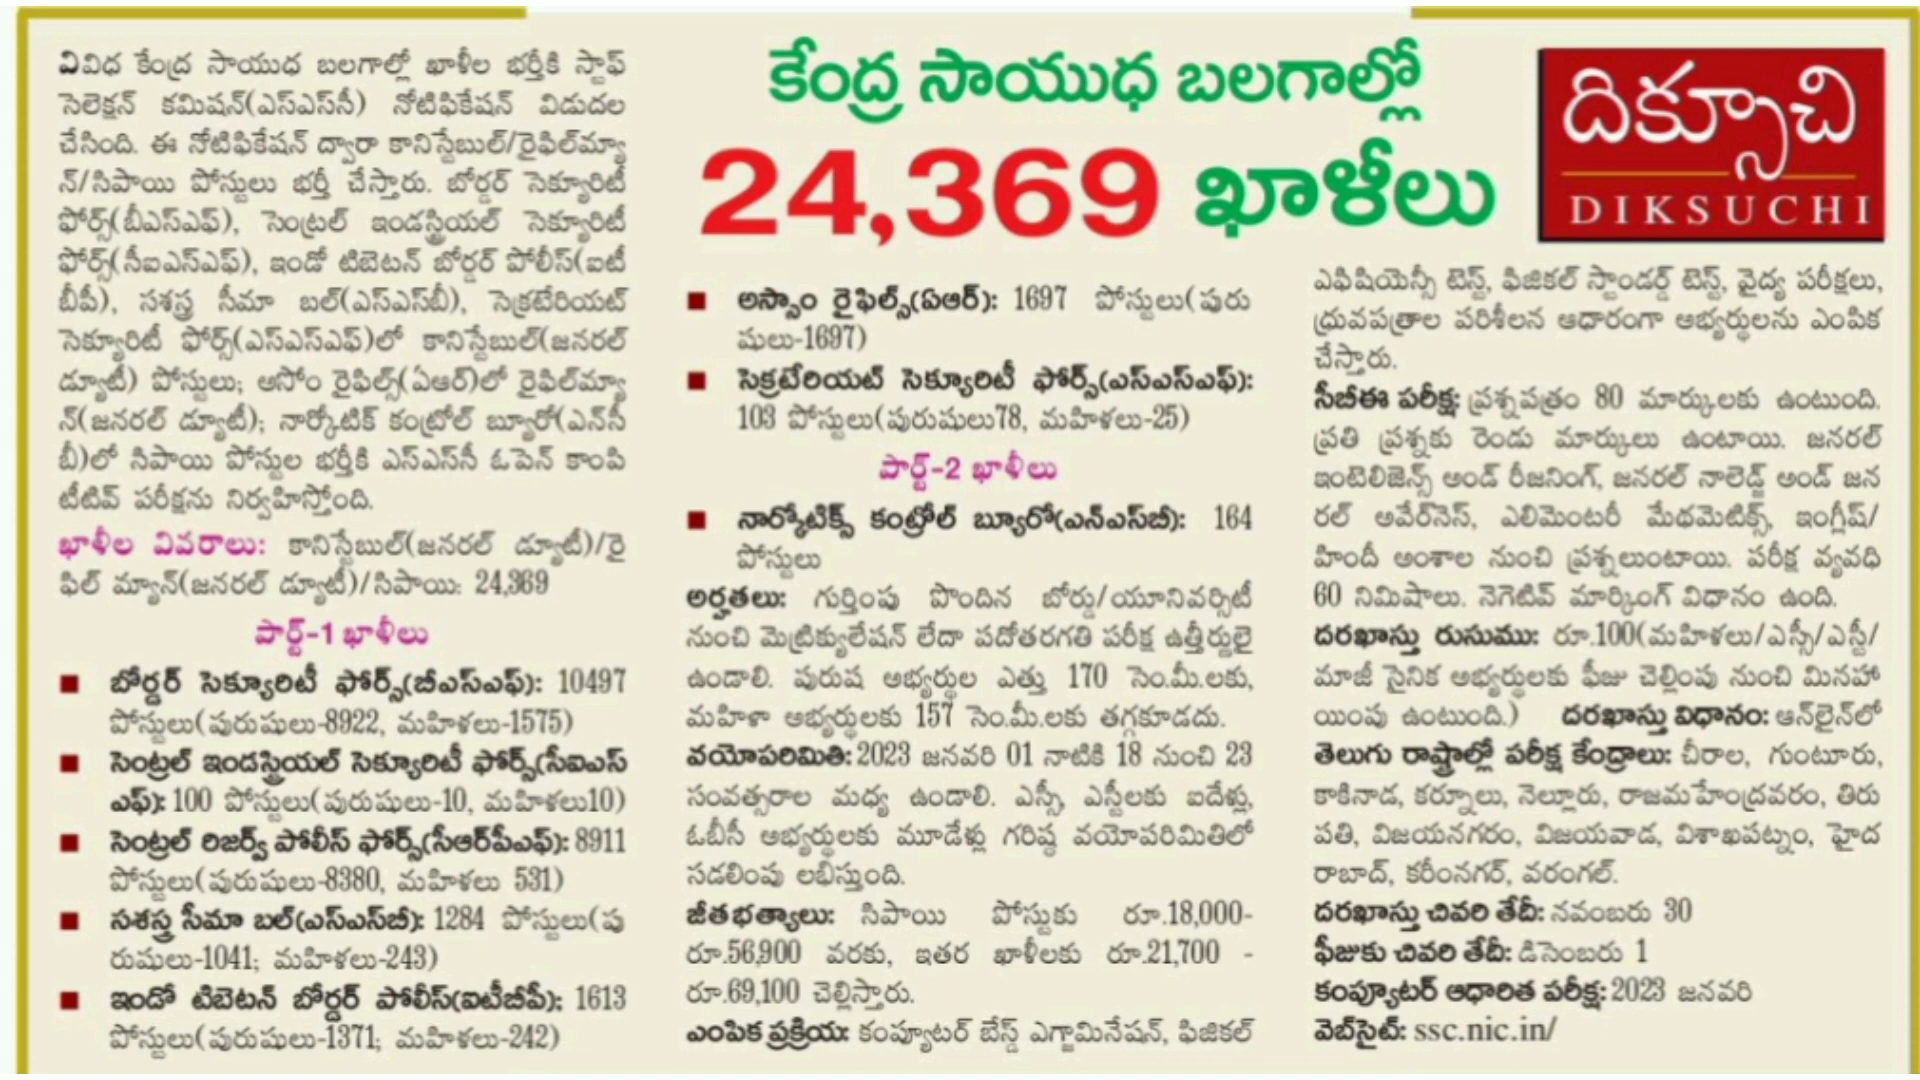 కేంద్ర సాయుధ బలగాల్లో
24,369 ఖాళీలు
దిక్సూచి
DIKSUCHI
వివిధ కేంద్ర సాయుధ బలగాల్లో ఖాళీల భర్తీకి స్టాఫ్
సెలెక్షన్ కమిషన్(ఎస్ఎస్‌సీ) నోటిఫికేషన్ విడుదల
చేసింది. ఈ నోటిఫికేషన్ ద్వారా కానిస్టేబుల్/రైఫిల్‌మ్యా
న్/సిపాయి పోస్టులు భర్తీ చేస్తారు. బోర్డర్ సెక్యూరిటీ
ఫోర్స్(బీఎస్ఎఫ్), సెంట్రల్ ఇండస్ట్రియల్ సెక్యూరిటీ
ఫోర్స్(సీఐఎస్ఎఫ్), ఇండో టిబెటన్ బోర్డర్ పోలీస్(ఐటీ
బీపీ), సశస్త్ర సీమా బల్(ఎస్ఎస్‌బీ), సెక్రటేరియట్
సెక్యూరిటీ ఫోర్స్(ఎస్ఎస్ఎఫ్)లో కానిస్టేబుల్(జనరల్
డ్యూటీ) పోస్టులు; అసోం రైఫిల్స్(ఏఆర్)లో రైఫిల్‌మ్యా
న్(జనరల్ డ్యూటీ); నార్కోటిక్ కంట్రోల్ బ్యూరో(ఎన్‌సీ
బీ)లో సిపాయి పోస్టుల భర్తీకి ఎస్ఎస్‌సీ ఓపెన్ కాంపి
టీటివ్ పరీక్షను నిర్వహిస్తోంది.
ఖాళీల వివరాలు: కానిస్టేబుల్(జనరల్ డ్యూటీ)/రై
ఫిల్ మ్యాన్(జనరల్ డ్యూటీ)/సిపాయి: 24,369
పార్ట్-1 ఖాళీలు
■ బోర్డర్ సెక్యూరిటీ ఫోర్స్(బీఎస్ఎఫ్): 10497
పోస్టులు(పురుషులు-8922, మహిళలు-1575)
■ సెంట్రల్ ఇండస్ట్రియల్ సెక్యూరిటీ ఫోర్స్(సీఐఎస్
ఎఫ్): 100 పోస్టులు(పురుషులు-10, మహిళలు10)
■ సెంట్రల్ రిజర్వ్ పోలీస్ ఫోర్స్(సీఆర్‌పీఎఫ్): 8911
పోస్టులు(పురుషులు-8380, మహిళలు 531)
■ సశస్త్ర సీమా బల్(ఎస్ఎస్‌బీ): 1284 పోస్టులు(పు
రుషులు-1041; మహిళలు-243)
■ ఇండో టిబెటన్ బోర్డర్ పోలీస్(ఐటీబీపీ): 1613
పోస్టులు(పురుషులు-1371; మహిళలు-242)
■ అస్సాం రైఫిల్స్(ఏఆర్): 1697 పోస్టులు(పురు
షులు-1697)
■ సెక్రటేరియట్ సెక్యూరిటీ ఫోర్స్(ఎస్ఎస్ఎఫ్):
103 పోస్టులు(పురుషులు78, మహిళలు-25)
పార్ట్-2 ఖాళీలు
■ నార్కోటిక్స్ కంట్రోల్ బ్యూరో(ఎన్ఎస్‌బీ): 164
పోస్టులు
అర్హతలు: గుర్తింపు పొందిన బోర్డు/యూనివర్సిటీ
నుంచి మెట్రిక్యులేషన్ లేదా పదోతరగతి పరీక్ష ఉత్తీర్ణులై
ఉండాలి. పురుష అభ్యర్థుల ఎత్తు 170 సెం.మీ.లకు,
మహిళా అభ్యర్థులకు 157 సెం.మీ.లకు తగ్గకూడదు.
వయోపరిమితి: 2023 జనవరి 01 నాటికి 18 నుంచి 23
సంవత్సరాల మధ్య ఉండాలి. ఎస్సీ, ఎస్టీలకు ఐదేళ్లు,
ఓబీసీ అభ్యర్థులకు మూడేళ్లు గరిష్ఠ వయోపరిమితిలో
సడలింపు లభిస్తుంది.
జీతభత్యాలు: సిపాయి పోస్టుకు రూ.18,000-
రూ.56,900 వరకు, ఇతర ఖాళీలకు రూ.21,700 -
రూ.69,100 చెల్లిస్తారు.
ఎంపిక ప్రక్రియ: కంప్యూటర్ బేస్డ్ ఎగ్జామినేషన్, ఫిజికల్
ఎఫిషియెన్సీ టెస్ట్, ఫిజికల్ స్టాండర్డ్ టెస్ట్, వైద్య పరీక్షలు,
ధ్రువపత్రాల పరిశీలన ఆధారంగా అభ్యర్థులను ఎంపిక
చేస్తారు.
సీబీఈ పరీక్ష: ప్రశ్నపత్రం 80 మార్కులకు ఉంటుంది.
ప్రతి ప్రశ్నకు రెండు మార్కులు ఉంటాయి. జనరల్
ఇంటెలిజెన్స్ అండ్ రీజనింగ్, జనరల్ నాలెడ్జ్ అండ్ జన
రల్ అవేర్‌నెస్, ఎలిమెంటరీ మేథమెటిక్స్, ఇంగ్లీష్/
హిందీ అంశాల నుంచి ప్రశ్నలుంటాయి. పరీక్ష వ్యవధి
60 నిమిషాలు. నెగెటివ్ మార్కింగ్ విధానం ఉంది.
దరఖాస్తు రుసుము: రూ.100(మహిళలు/ఎస్సీ/ఎస్టీ/
మాజీ సైనిక అభ్యర్థులకు ఫీజు చెల్లింపు నుంచి మినహా
యింపు ఉంటుంది.) దరఖాస్తు విధానం: ఆన్‌లైన్‌లో
తెలుగు రాష్ట్రాల్లో పరీక్ష కేంద్రాలు: చీరాల, గుంటూరు,
కాకినాడ, కర్నూలు, నెల్లూరు, రాజమహేంద్రవరం, తిరు
పతి, విజయనగరం, విజయవాడ, విశాఖపట్నం, హైద
రాబాద్, కరీంనగర్, వరంగల్.
దరఖాస్తు చివరి తేదీ: నవంబరు 30
ఫీజుకు చివరి తేదీ: డిసెంబరు 1
కంప్యూటర్ ఆధారిత పరీక్ష: 2023 జనవరి
వెబ్‌సైట్: ssc.nic.in/